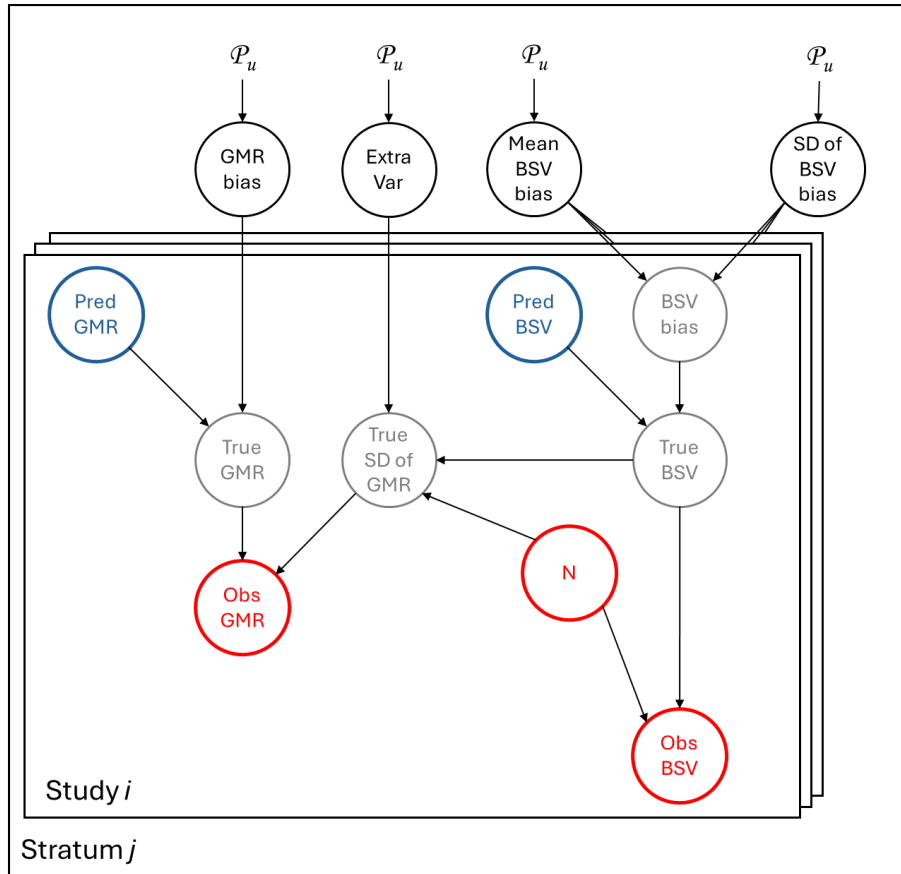 𝒫u
𝒫u
𝒫u
𝒫u
GMR
bias
Extra
Var
Mean
BSV
bias
SD of
BSV
bias
Pred
GMR
Pred
BSV
BSV
bias
True
GMR
True
SD of
GMR
True
BSV
Obs
GMR
N
Obs
BSV
Study i
Stratum j